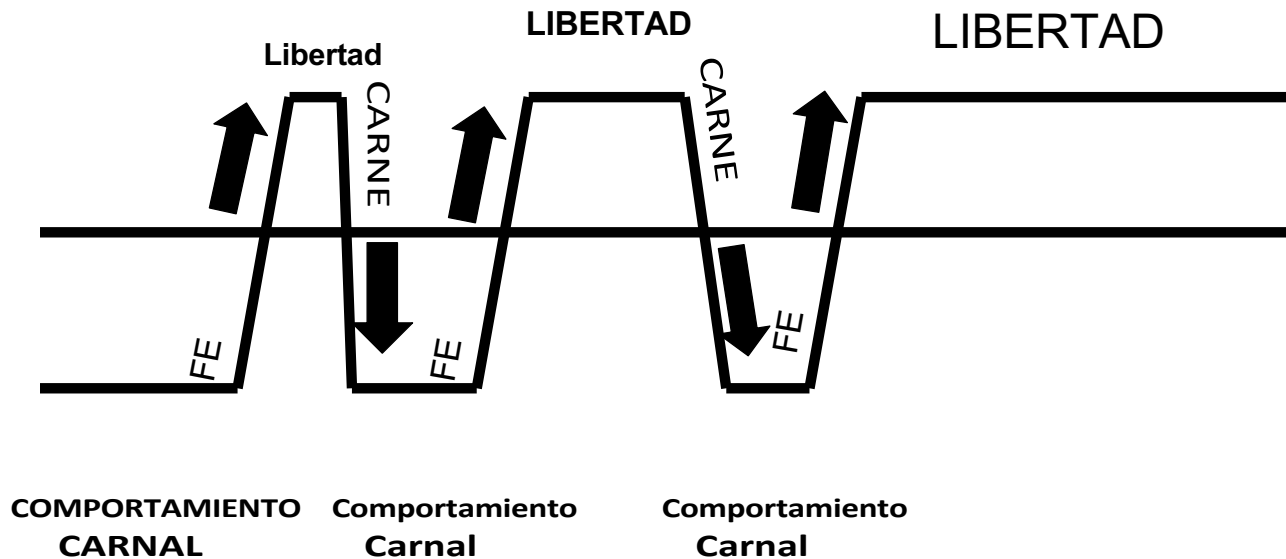 Libertad
LIBERTAD
LIBERTAD
CARNE
CARNE
FE
FE
FE
COMPORTAMIENTO
CARNAL
Comportamiento
Carnal
Comportamiento
Carnal